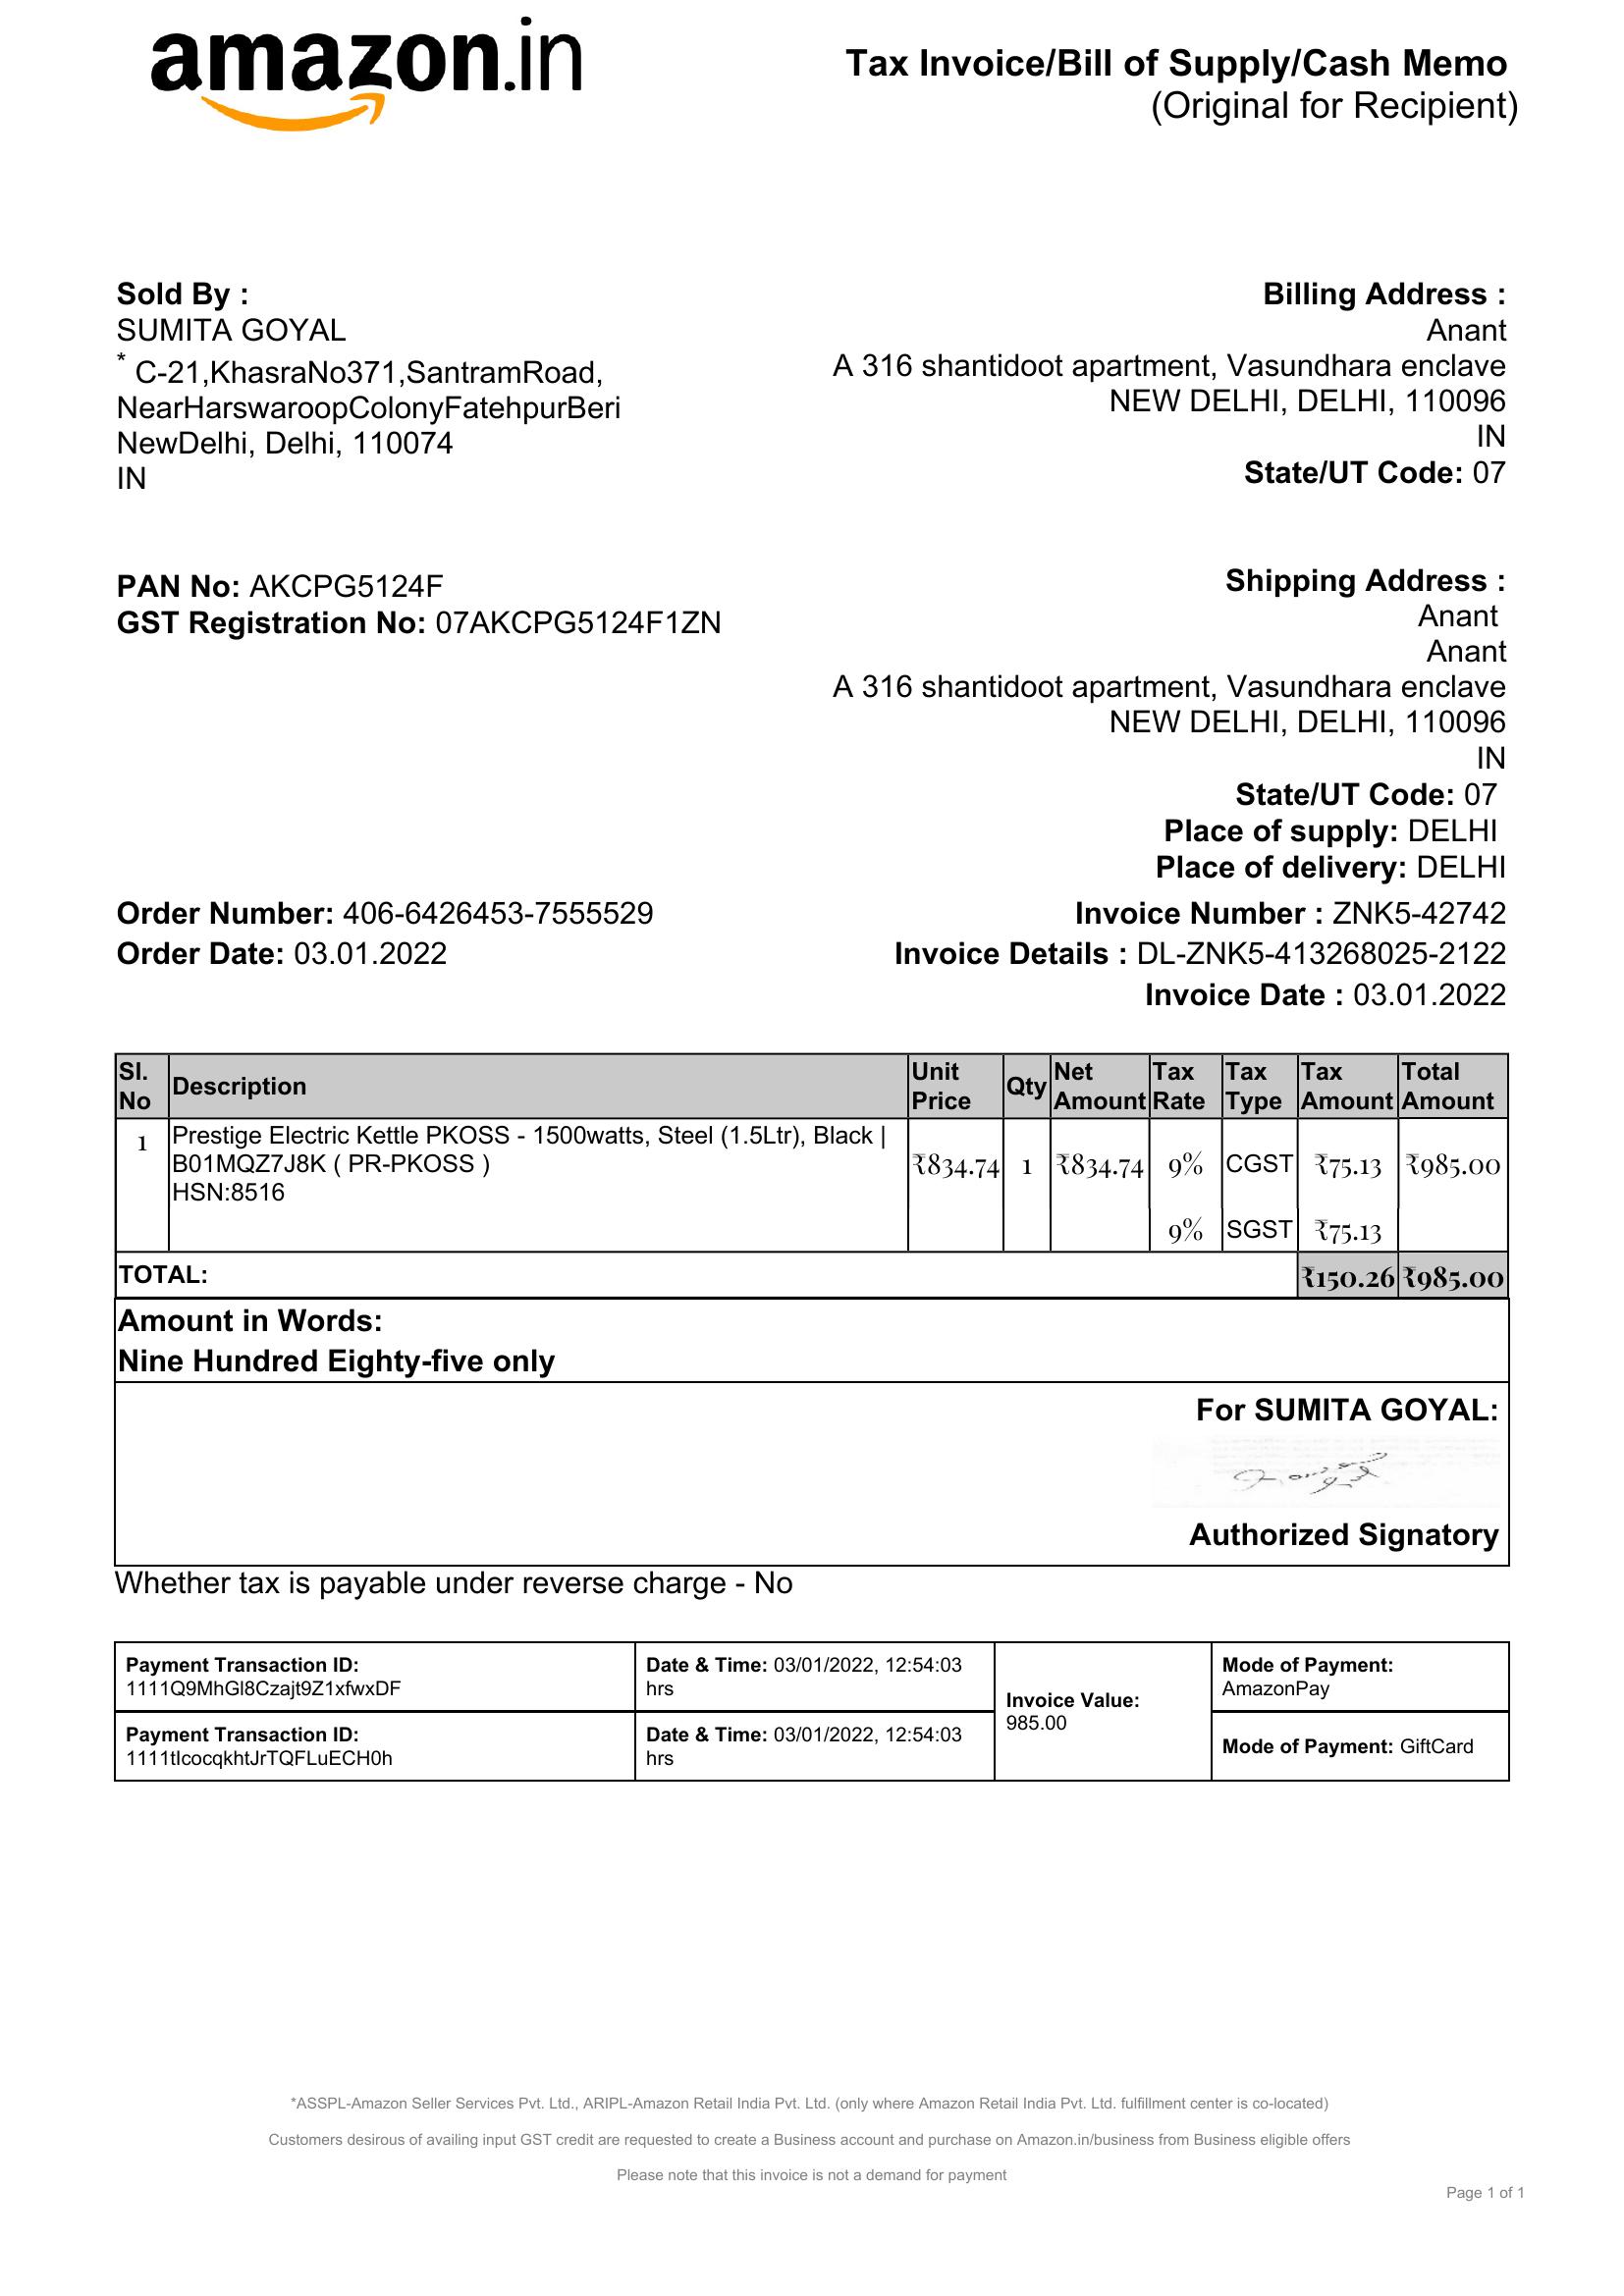 amazon.in
Tax Invoice/Bill of Supply/Cash Memo
(Original for Recipient)
Sold By :
SUMITA GOYAL
* C-21,KhasraNo371,SantramRoad,
NearHarswaroopColonyFatehpurBeri
NewDelhi, Delhi, 110074
IN
Billing Address :
Anant
A 316 shantidoot apartment, Vasundhara enclave
NEW DELHI, DELHI, 110096
IN
State/UT Code: 07
PAN No: AKCPG5124F
GST Registration No: 07AKCPG5124F1ZN
Shipping Address :
Anant
Anant
A 316 shantidoot apartment, Vasundhara enclave
NEW DELHI, DELHI, 110096
IN
State/UT Code: 07
Place of supply: DELHI
Place of delivery: DELHI
Order Number: 406-6426453-7555529
Order Date: 03.01.2022
Invoice Number : ZNK5-42742
Invoice Details : DL-ZNK5-413268025-2122
Invoice Date : 03.01.2022
Sl. No Description Unit Price Qty Net Amount Tax Rate Tax Type Tax Amount Total Amount
1 Prestige Electric Kettle PKOSS - 1500watts, Steel (1.5Ltr), Black |
B01MQZ7J8K ( PR-PKOSS ) ₹834.74 1 ₹834.74 9% CGST ₹75.13 ₹985.00
HSN:8516
9% SGST ₹75.13
TOTAL: ₹150.26 ₹985.00
Amount in Words:
Nine Hundred Eighty-five only
For SUMITA GOYAL:
Authorized Signatory
Whether tax is payable under reverse charge - No
Payment Transaction ID:
1111Q9MhGl8Czajt9Z1xfwxDF
Date & Time: 03/01/2022, 12:54:03
hrs
Invoice Value:
985.00
Mode of Payment:
AmazonPay
Payment Transaction ID:
1111tlcocqkhtJrTQFLuECH0h
Date & Time: 03/01/2022, 12:54:03
hrs
Mode of Payment: GiftCard
*ASSPL-Amazon Seller Services Pvt. Ltd., ARIPL-Amazon Retail India Pvt. Ltd. (only where Amazon Retail India Pvt. Ltd. fulfillment center is co-located)
Customers desirous of availing input GST credit are requested to create a Business account and purchase on Amazon.in/business from Business eligible offers
Please note that this invoice is not a demand for payment
Page 1 of 1